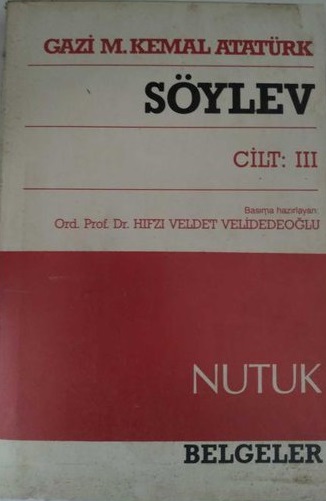 GAZİ M. KEMAL ATATÜRK
SÖYLEV
CİLT: III
Basıma hazırlayan:
Ord. Prof. Dr. HIFZI VELDET VELİDEDEOĞLU
NUTUK
BELGELER